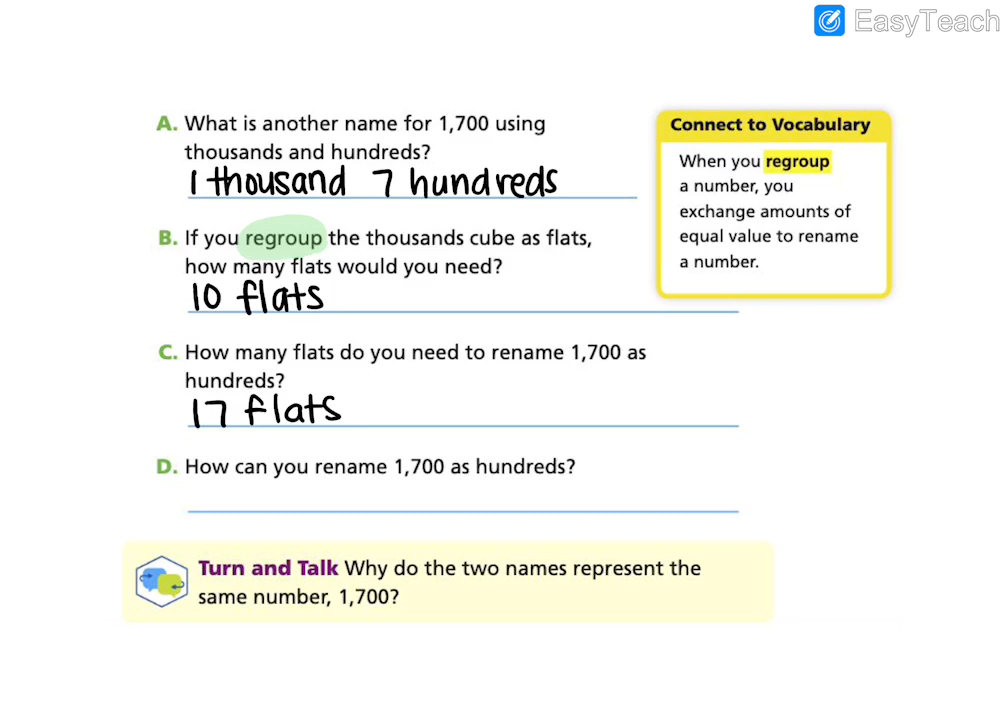 EasyTeach
A. What is another name for 1,700 using
thousands and hundreds?
1 thousand 7 hundreds
B. If you regroup the thousands cube as flats,
how many flats would you need?
10 flats
C. How many flats do you need to rename 1,700 as
hundreds?
17 flats
D. How can you rename 1,700 as hundreds?
Connect to Vocabulary
When you regroup
a number, you
exchange amounts of
equal value to rename
a number.
Turn and Talk Why do the two names represent the
same number, 1,700?